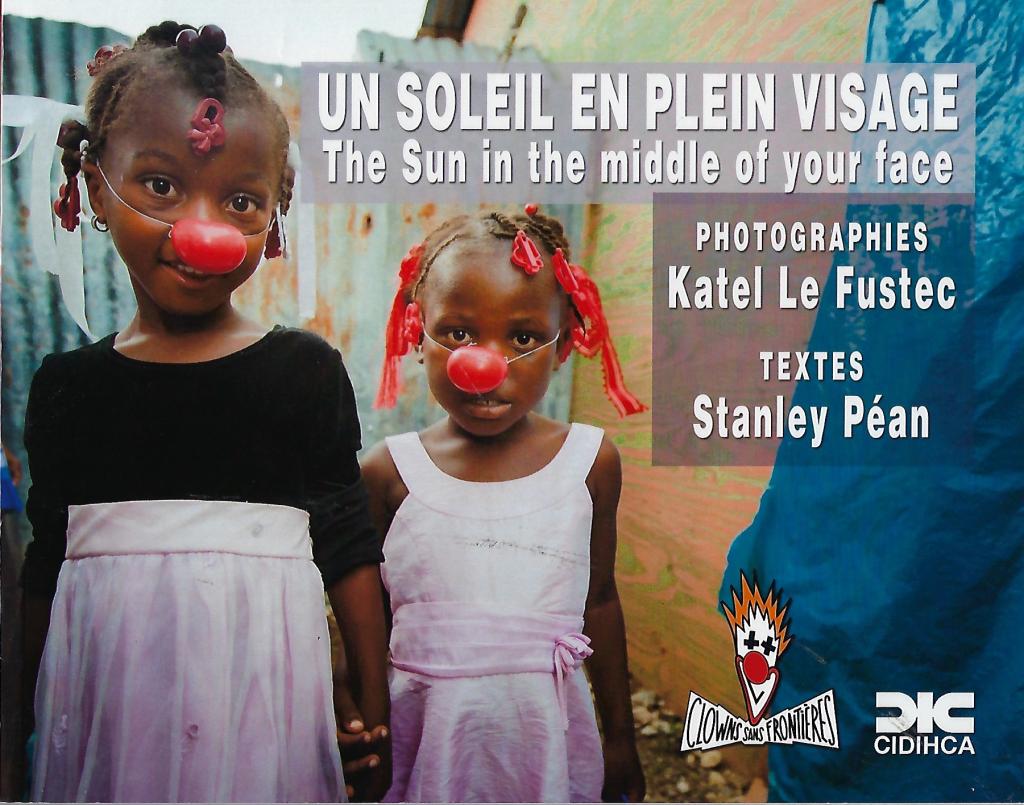 UN SOLEIL EN PLEIN VISAGE
The Sun in the middle of your face
PHOTOGRAPHIES
Katel Le Fustec
TEXTES
Stanley Péan
CLOWNS SANS FRONTIÈRES
CIDIHCA